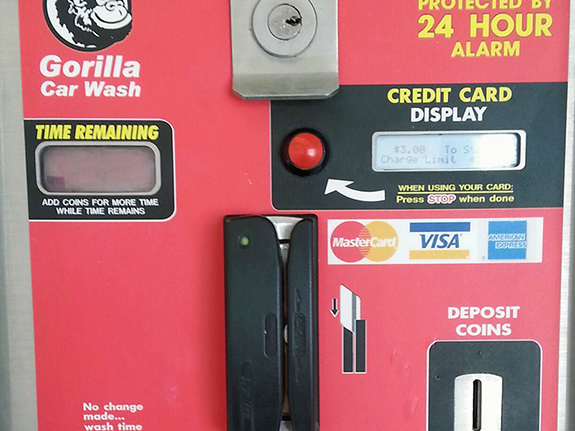 PROTECTED BY
24 HOUR
ALARM
Gorilla
Car Wash
CREDIT CARD
DISPLAY
TIME REMAINING
$3.00 To St
Charge Limit
ADD COINS FOR MORE TIME
WHILE TIME REMAINS
WHEN USING YOUR CARD:
Press STOP when done
MasterCard
VISA
AMERICAN
EXPRESS
DEPOSIT
COINS
No change
made...
wash time